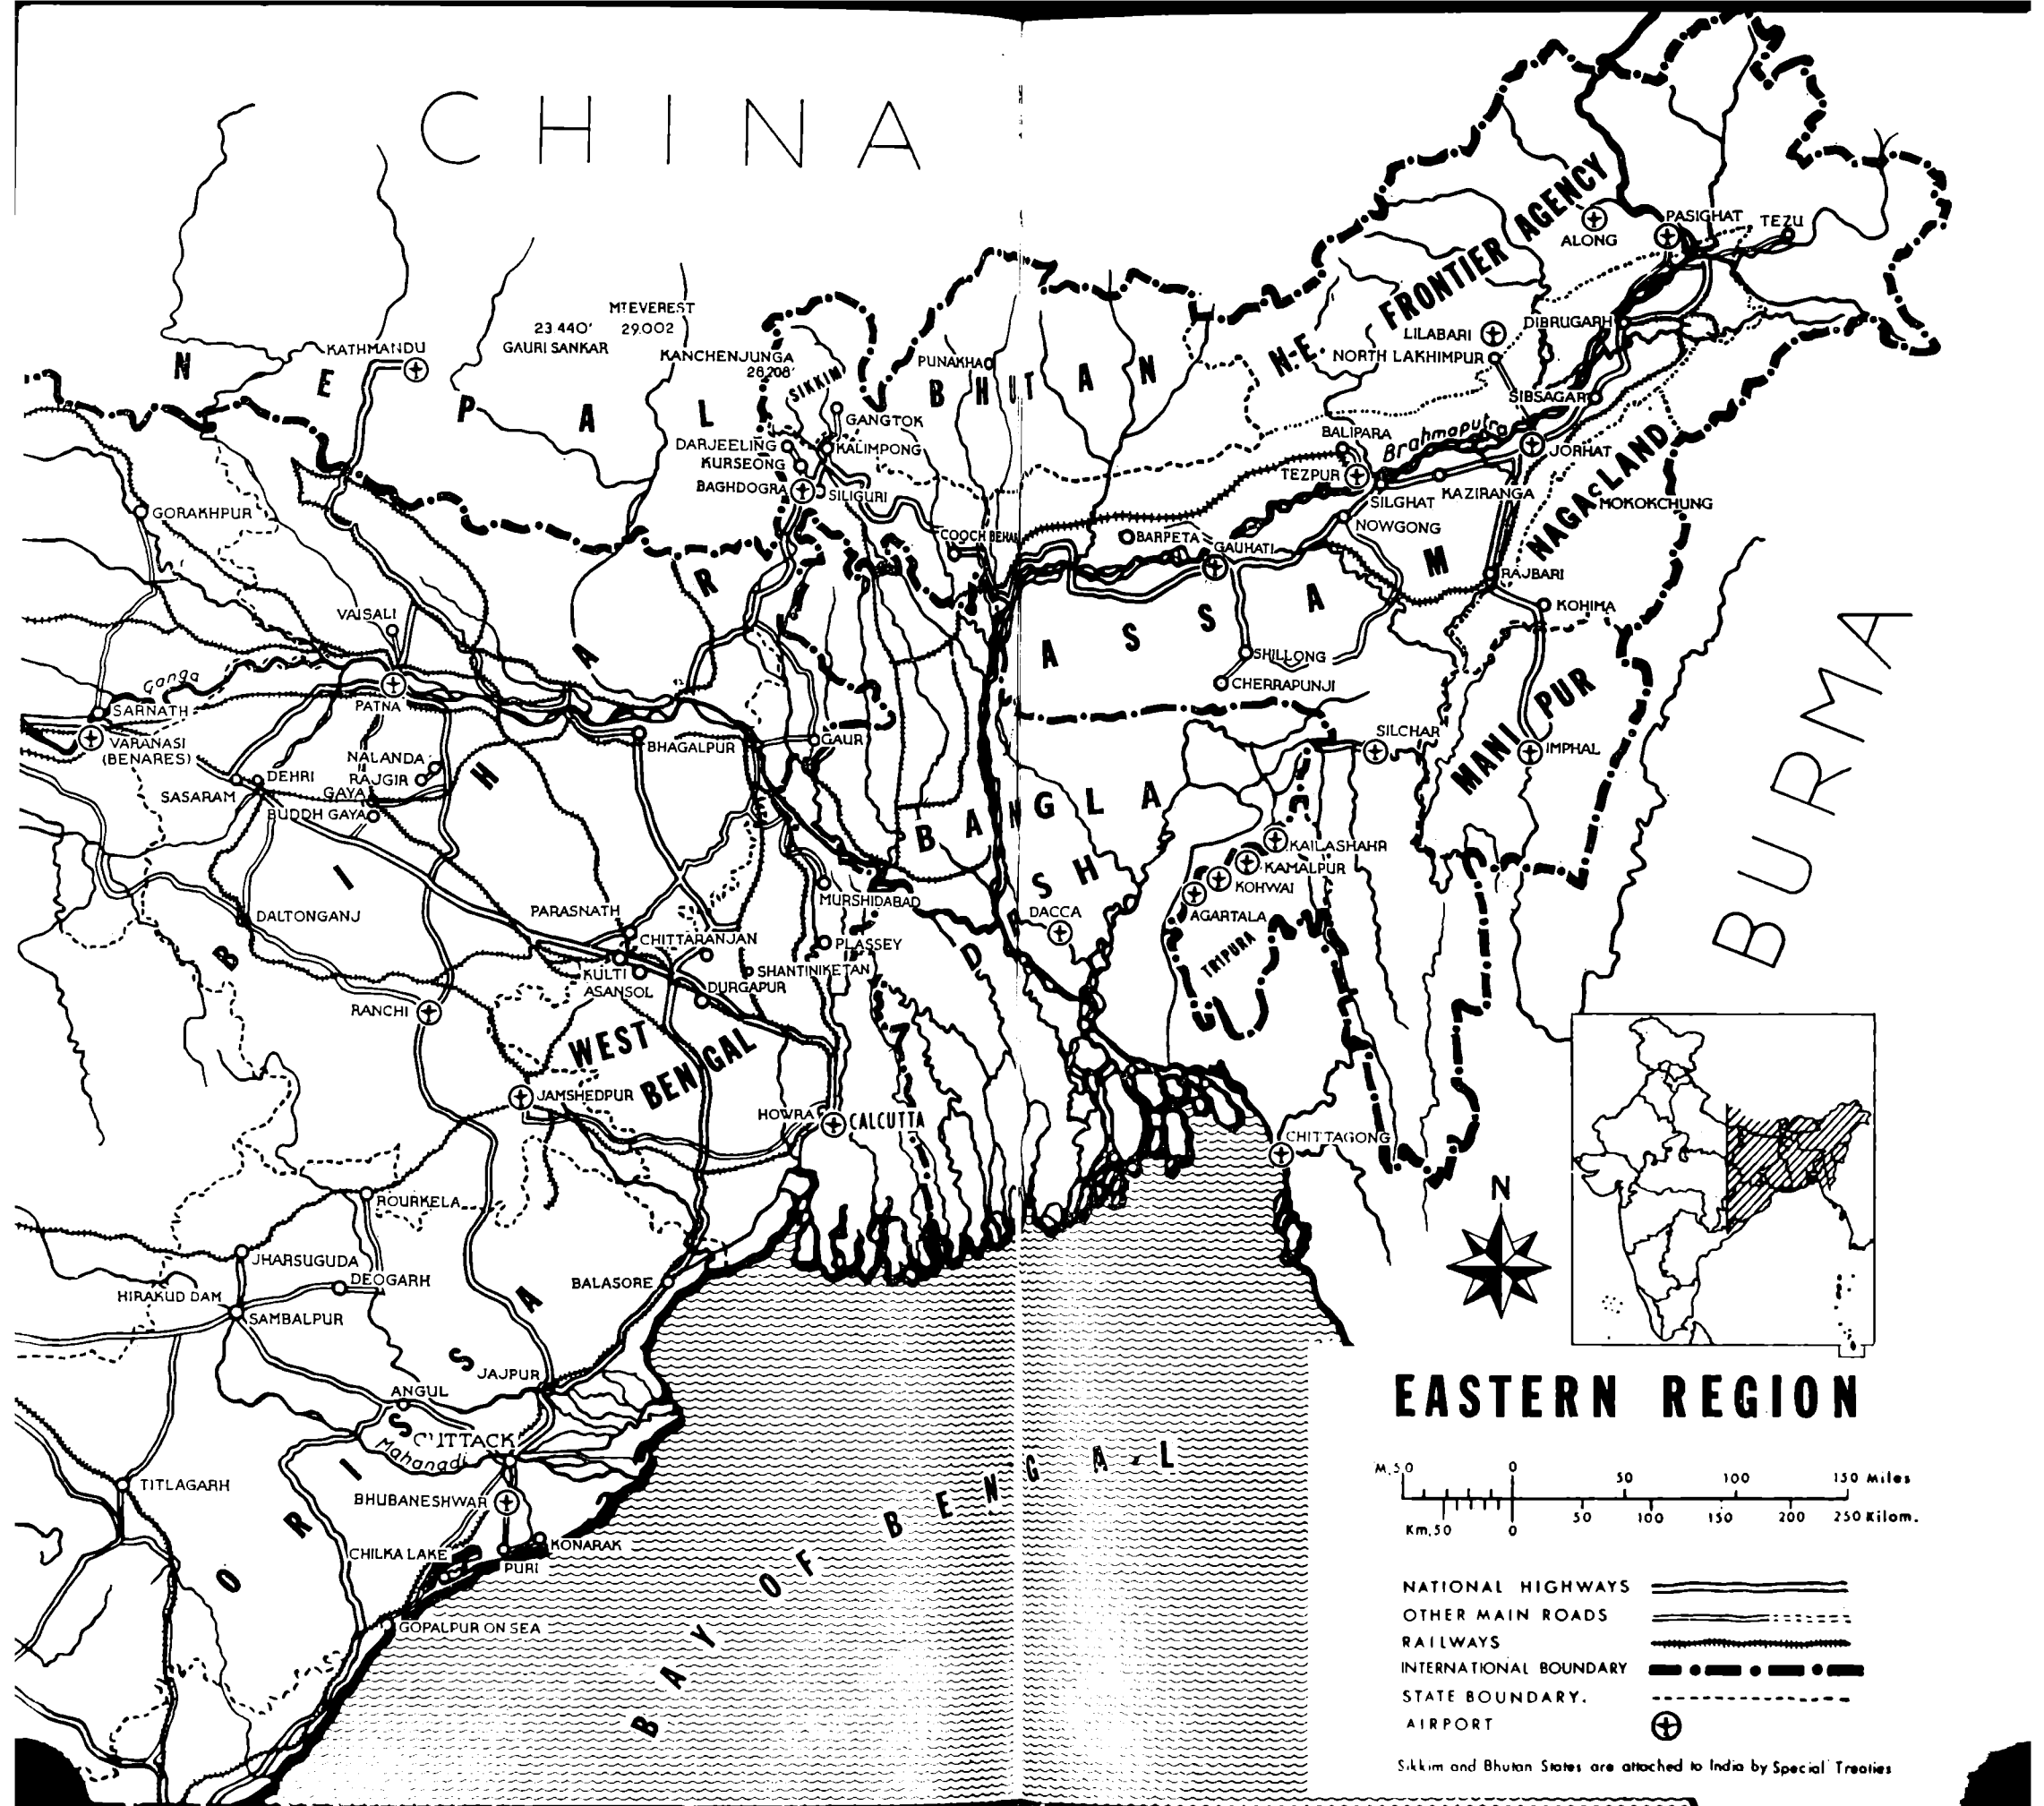 CHINA
NEPAL
KATHMANDU
MT EVEREST
29.002
23 440'
GAURI SANKAR
KANCHENJUNGA
28208'
SIKKIM
GANGTOK
DARJEELING
KALIMPONG
KURSEONG
BAGHDOGRA
SILIGURI
PUNAKHA
BHUTAN
N.E. FRONTIER AGENCY
ALONG
PASIGHAT
TEZU
LILABARI
DIBRUGARH
NORTH LAKHIMPUR
SIBSAGAR
BALIPARA
Brahmaputra
JORHAT
TEZPUR
SILGHAT
KAZIRANGA
NOWGONG
MOKOKCHUNG
NAGALAND
COOCH BEHAR
BARPETA
GAUHATI
ASSAM
RAJBARI
KOHIMA
SHILLONG
CHERRAPUNJI
SILCHAR
MANIPUR
IMPHAL
BURMA
GORAKHPUR
VAISALI
Ganga
SARNATH
PATNA
VARANASI
(BENARES)
BHAGALPUR
GAUR
NALANDA
RAJGIR
DEHRI
SASARAM
GAYA
BUDDH GAYA
BIHAR
BANGLA
DESH
KAILASHAHR
KAMALPUR
KOHWAI
AGARTALA
TRIPURA
DACCA
MURSHIDABAD
PLASSEY
DALTONGANJ
PARASNATH
CHITTARANJAN
KULTI
ASANSOL
SHANTINIKETAN
DURGAPUR
RANCHI
WEST
BENGAL
JAMSHEDPUR
HOWRA
CALCUTTA
CHITTAGONG
ROURKELA
JHARSUGUDA
DEOGARH
HIRAKUD DAM
SAMBALPUR
BALASORE
ORISSA
JAJPUR
ANGUL
CUTTACK
Mahanadi
TITLAGARH
BHUBANESHWAR
CHILKA LAKE
PURI
KONARAK
GOPALPUR ON SEA
BAY OF BENGAL
N
EASTERN REGION
M.50 0 50 100 150 Miles
Km.50 0 50 100 150 200 250 Kilom.
NATIONAL HIGHWAYS
OTHER MAIN ROADS
RAILWAYS
INTERNATIONAL BOUNDARY
STATE BOUNDARY.
AIRPORT
Sikkim and Bhutan States are attached to India by Special Treaties